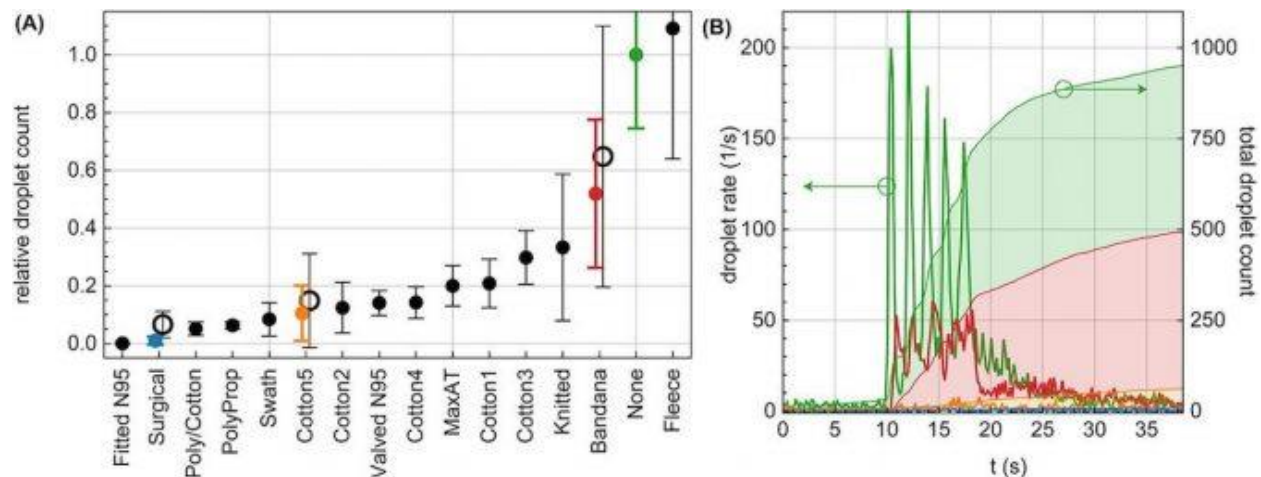 (A)
relative droplet count
1.0
0.8
0.6
0.4
0.2
0.0
Fitted N95
Surgical
Poly/Cotton
PolyProp
Swath
Cotton5
Cotton2
Valved N95
Cotton4
MaxAT
Cotton1
Cotton3
Knitted
Bandana
None
Fleece
(B)
droplet rate (1/s)
200
150
100
50
0
0
5
10
15
20
25
30
35
t (s)
1000
750
500
250
0
total droplet count